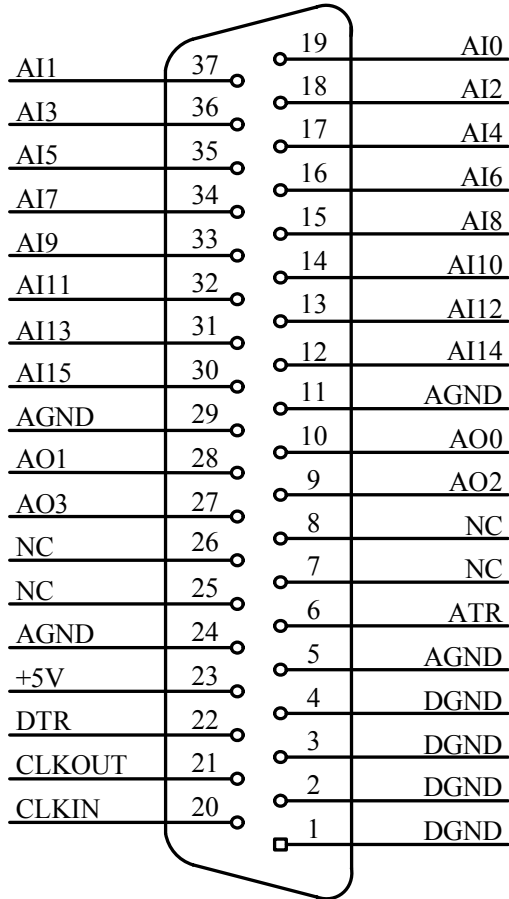 19 AI0
AI1 37
18 AI2
AI3 36
17 AI4
AI5 35
16 AI6
AI7 34
15 AI8
AI9 33
14 AI10
AI11 32
13 AI12
AI13 31
12 AI14
AI15 30
11 AGND
AGND 29
10 AO0
AO1 28
9 AO2
AO3 27
8 NC
NC 26
7 NC
NC 25
6 ATR
AGND 24
5 AGND
+5V 23
4 DGND
DTR 22
3 DGND
CLKOUT 21
2 DGND
CLKIN 20
1 DGND